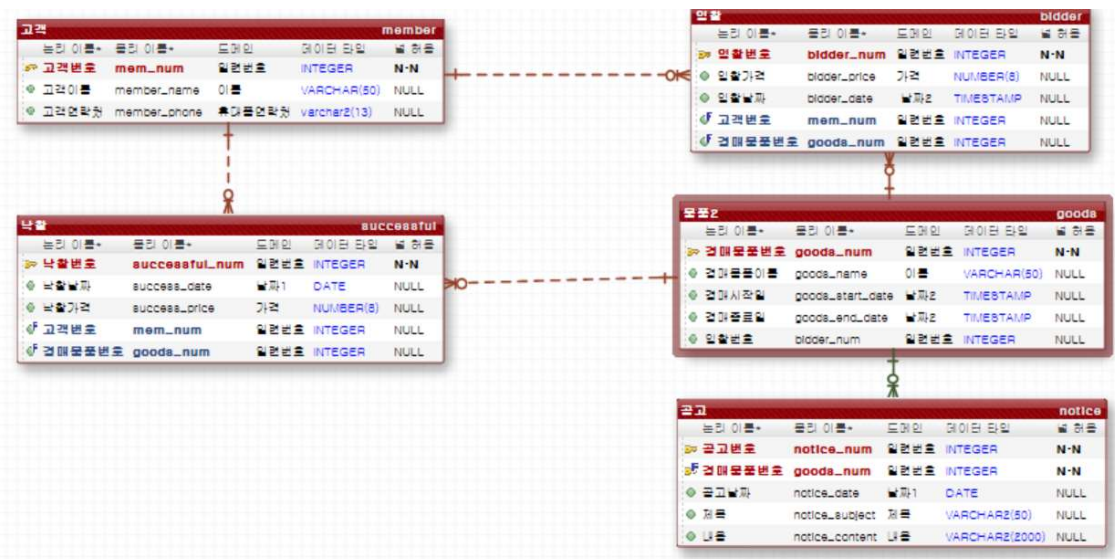 고객 member
논리 이름* 물리 이름* 도메인 데이터 타입 널 허용
고객번호 mem_num 일련번호 INTEGER N-N
고객이름 member_name 이름 VARCHAR(50) NULL
고객연락처 member_phone 휴대폰연락처 varchar2(13) NULL
입찰 bidder
논리 이름* 물리 이름* 도메인 데이터 타입 널 허용
입찰번호 bidder_num 일련번호 INTEGER N-N
입찰가격 bidder_price 가격 NUMBER(8) NULL
입찰날짜 bidder_date 날짜2 TIMESTAMP NULL
고객번호 mem_num 일련번호 INTEGER NULL
경매물품번호 goods_num 일련번호 INTEGER NULL
낙찰 successful
논리 이름* 물리 이름* 도메인 데이터 타입 널 허용
낙찰번호 successful_num 일련번호 INTEGER N-N
낙찰날짜 success_date 날짜1 DATE NULL
낙찰가격 success_price 가격 NUMBER(8) NULL
고객번호 mem_num 일련번호 INTEGER NULL
경매물품번호 goods_num 일련번호 INTEGER NULL
물품2 goods
논리 이름* 물리 이름* 도메인 데이터 타입 널 허용
경매물품번호 goods_num 일련번호 INTEGER N-N
경매물품이름 goods_name 이름 VARCHAR(50) NULL
경매시작일 goods_start_date 날짜2 TIMESTAMP NULL
경매종료일 goods_end_date 날짜2 TIMESTAMP NULL
입찰번호 bidder_num 일련번호 INTEGER NULL
공고 notice
논리 이름* 물리 이름* 도메인 데이터 타입 널 허용
공고번호 notice_num 일련번호 INTEGER N-N
경매물품번호 goods_num 일련번호 INTEGER N-N
공고날짜 notice_date 날짜1 DATE NULL
제목 notice_subject 제목 VARCHAR2(50) NULL
내용 notice_content 내용 VARCHAR2(2000) NULL